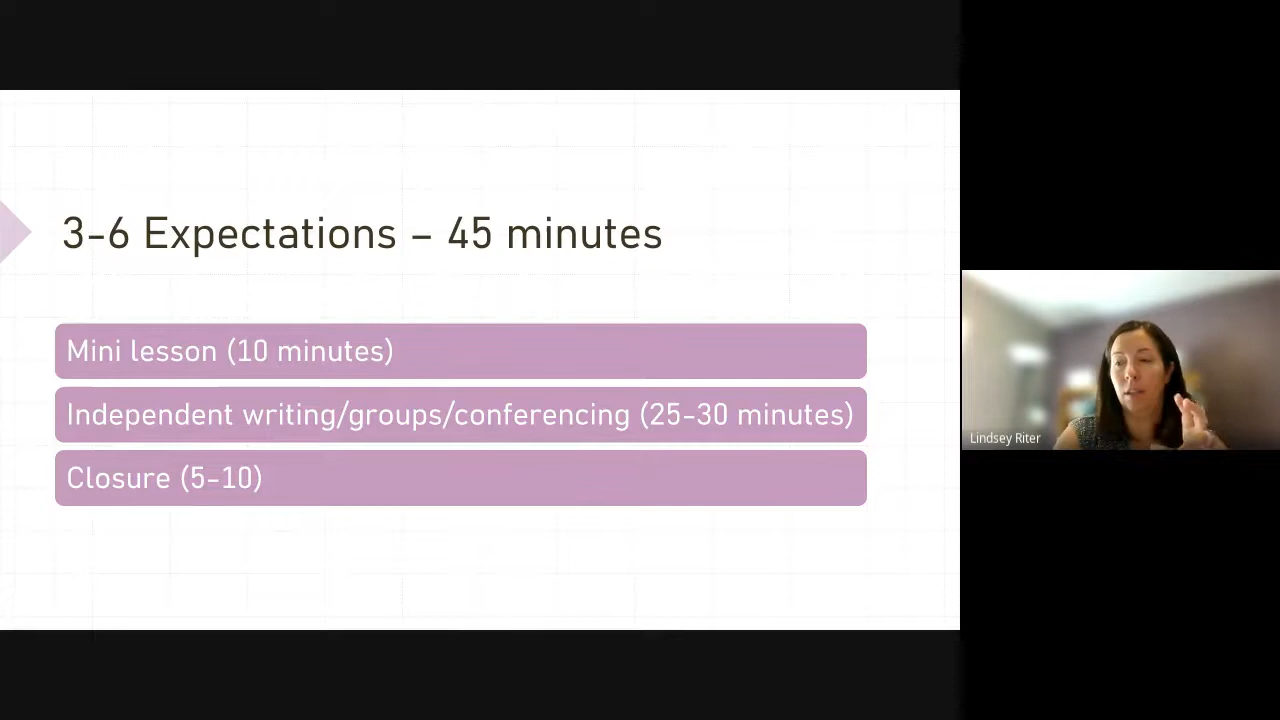 3-6 Expectations – 45 minutes
Mini lesson (10 minutes)
Independent writing/groups/conferencing (25-30 minutes)
Closure (5-10)
Lindsey Riter